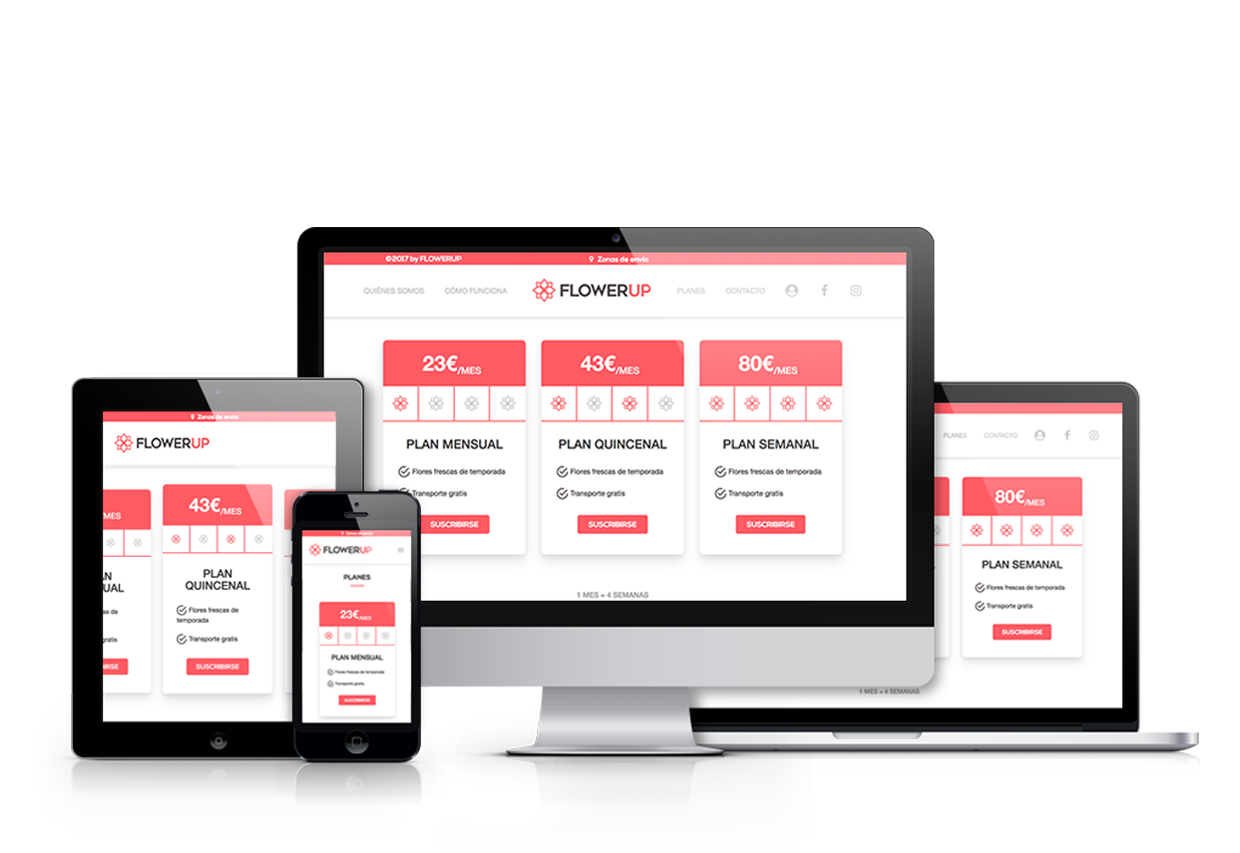 ©2017 by FLOWERUP
Zonas de envío
QUIÉNES SOMOS CÓMO FUNCIONA FLOWERUP PLANES CONTACTO
23€/MES 43€/MES 80€/MES
PLAN MENSUAL PLAN QUINCENAL PLAN SEMANAL
Flores frescas de temporada Flores frescas de temporada Flores frescas de temporada
Transporte gratis Transporte gratis Transporte gratis
SUSCRIBIRSE SUSCRIBIRSE SUSCRIBIRSE
1 MES = 4 SEMANAS
Zonas de envío
FLOWERUP
MES 43€/MES
AN
UAL
PLAN
QUINCENAL
as de
Flores frescas de
temporada
gratis
Transporte gratis
IRSE SUSCRIBIRSE
Zonas de envío
FLOWERUP
PLANES
23€/MES
PLAN MENSUAL
Flores frescas de temporada
Transporte gratis
SUSCRIBIRSE
PLANES CONTACTO
80€/MES
PLAN SEMANAL
Flores frescas de temporada
Transporte gratis
SUSCRIBIRSE
1 MES = 4 SEMANAS